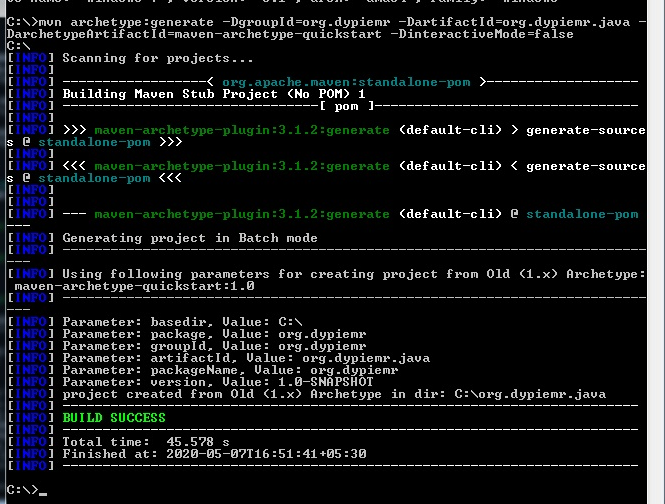 C:\>mvn archetype:generate -DgroupId=org.dypiemr -DartifactId=org.dypiemr.java -
DarchetypeArtifactId=maven-archetype-quickstart -DinteractiveMode=false
C:\
[INFO] Scanning for projects...
[INFO]
[INFO] ------------------< org.apache.maven:standalone-pom >-------------------
[INFO] Building Maven Stub Project (No POM) 1
[INFO] --------------------------------[ pom ]---------------------------------
[INFO]
[INFO] >>> maven-archetype-plugin:3.1.2:generate (default-cli) > generate-source
s @ standalone-pom >>>
[INFO]
[INFO] <<< maven-archetype-plugin:3.1.2:generate (default-cli) < generate-source
s @ standalone-pom <<<
[INFO]
[INFO]
[INFO] --- maven-archetype-plugin:3.1.2:generate (default-cli) @ standalone-pom
---
[INFO] Generating project in Batch mode
[INFO] -------------------------------------------------------------------------
---
[INFO] Using following parameters for creating project from Old (1.x) Archetype:
 maven-archetype-quickstart:1.0
[INFO] -------------------------------------------------------------------------
---
[INFO] Parameter: basedir, Value: C:\
[INFO] Parameter: package, Value: org.dypiemr
[INFO] Parameter: groupId, Value: org.dypiemr
[INFO] Parameter: artifactId, Value: org.dypiemr.java
[INFO] Parameter: packageName, Value: org.dypiemr
[INFO] Parameter: version, Value: 1.0-SNAPSHOT
[INFO] project created from Old (1.x) Archetype in dir: C:\org.dypiemr.java
[INFO] ------------------------------------------------------------------------
[INFO] BUILD SUCCESS
[INFO] ------------------------------------------------------------------------
[INFO] Total time:  45.578 s
[INFO] Finished at: 2020-05-07T16:51:41+05:30
[INFO] ------------------------------------------------------------------------
C:\>_